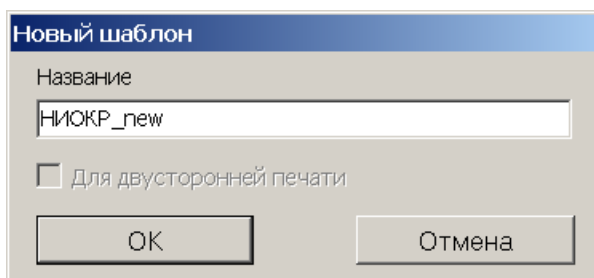 Новый шаблон
Название
НИОКР_new
Для двусторонней печати
OK Отмена